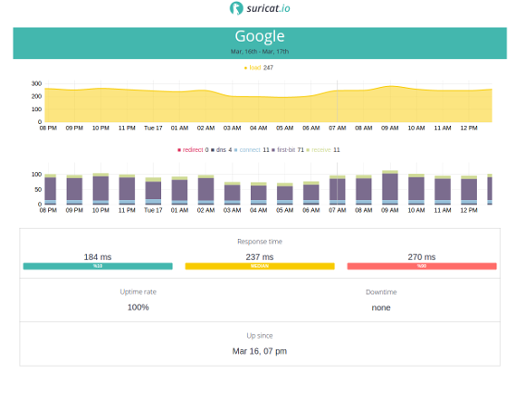 suricat.io
Google
Mar, 16th - Mar, 17th
247
300
200
100
0
08 PM 09 PM 10 PM 11 PM Tue 17 01 AM 02 AM 03 AM 04 AM 05 AM 06 AM 07 AM 08 AM 09 AM 10 AM 11 AM 12 PM
redirect 0 dns 4 connect 11 first-bit 71 receive 11
100
50
0
08 PM 09 PM 10 PM 11 PM Tue 17 01 AM 02 AM 03 AM 04 AM 05 AM 06 AM 07 AM 08 AM 09 AM 10 AM 11 AM 12 PM
Response time
184 ms 237 ms 270 ms
%10 MEDIAN %90
Uptime rate Downtime
100% none
Up since
Mar 16, 07 pm